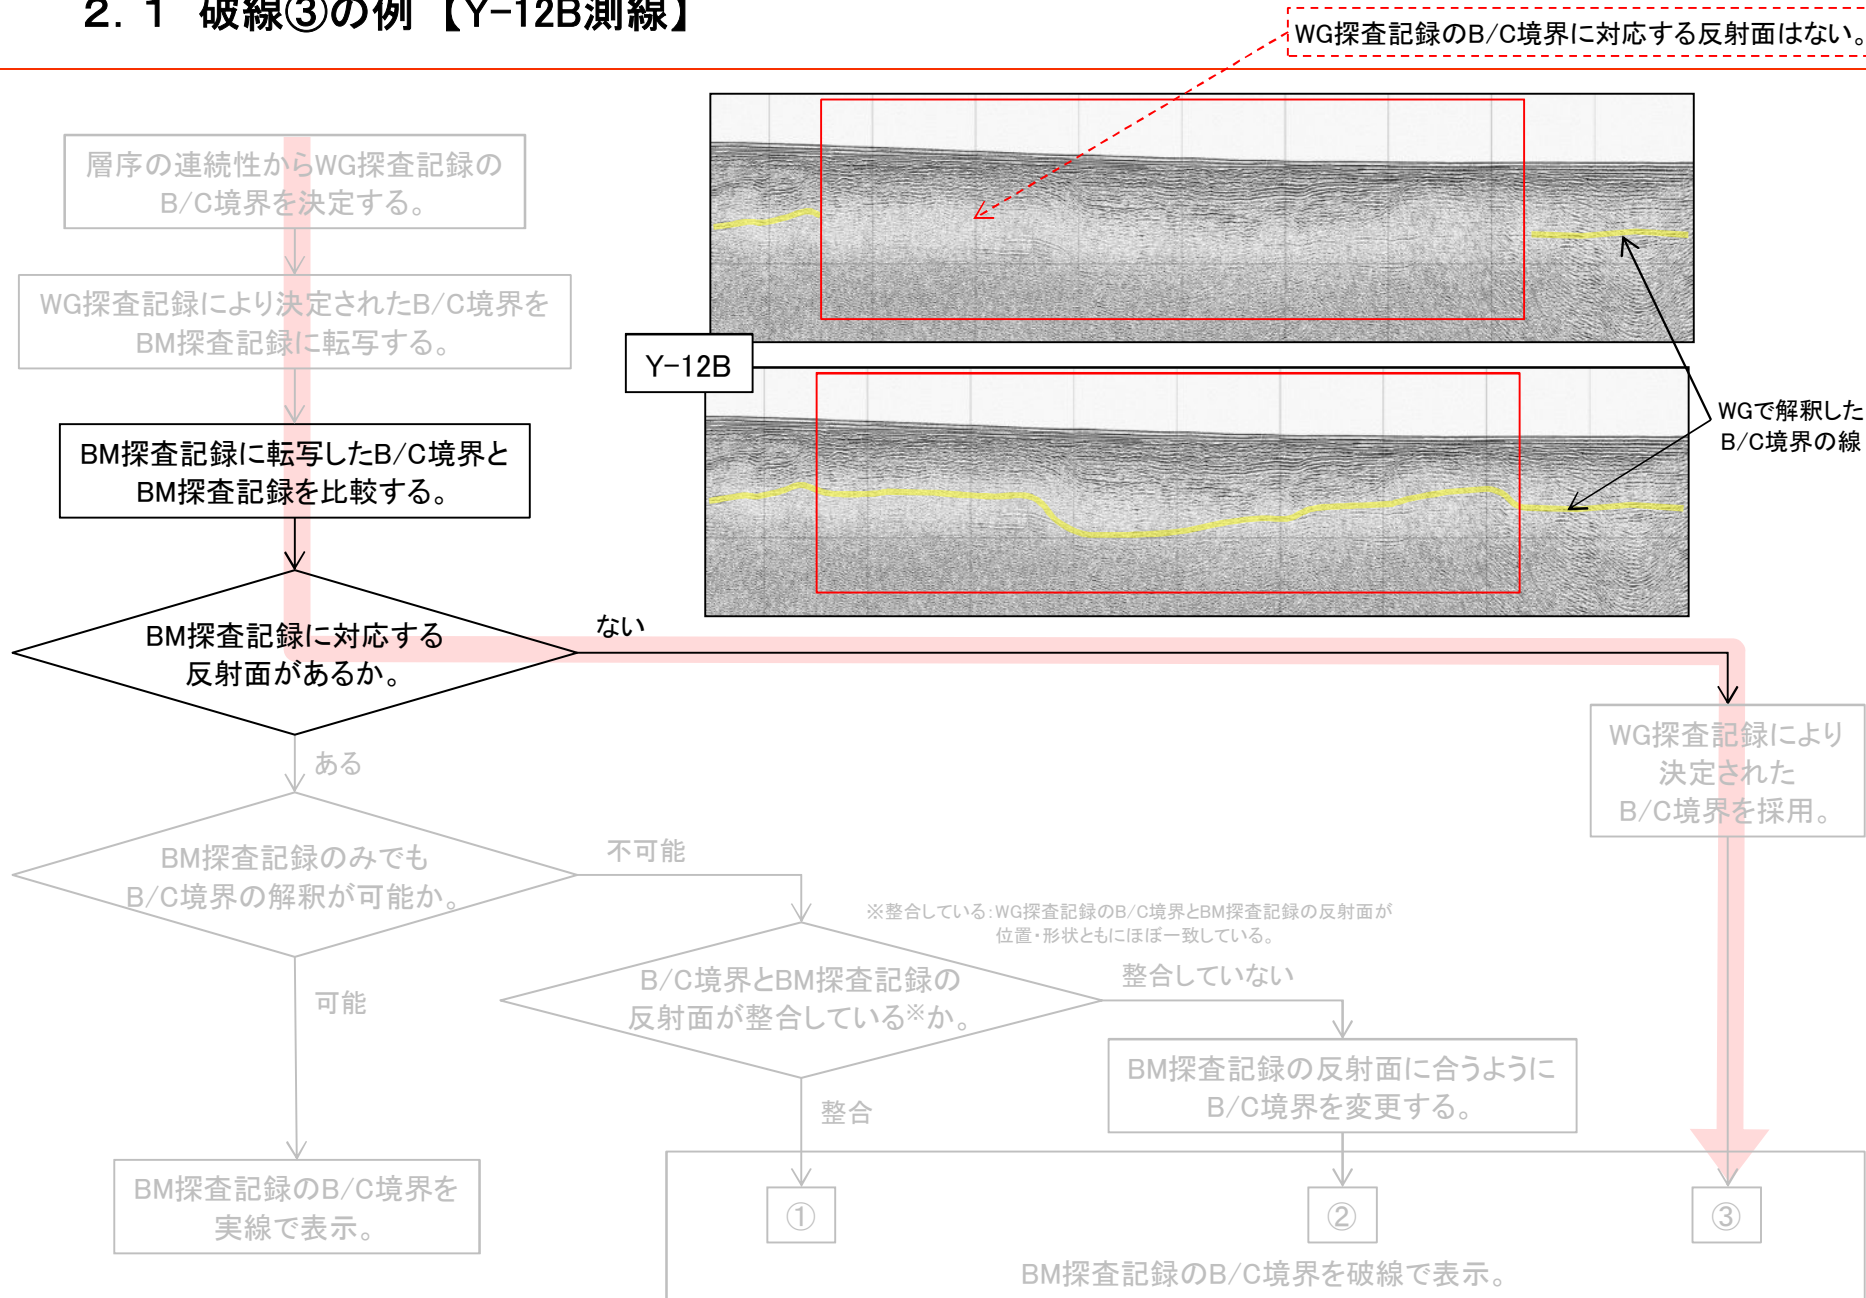 2.1 破線③の例【Y-12B測線】
WG探査記録のB/C境界に対応する反射面はない。
層序の連続性からWG探査記録の
B/C境界を決定する。
WG探査記録により決定されたB/C境界を
BM探査記録に転写する。
BM探査記録に転写したB/C境界と
BM探査記録を比較する。
Y-12B
WGで解釈した
B/C境界の線
BM探査記録に対応する
反射面があるか。
ない
ある
WG探査記録により
決定された
B/C境界を採用。
BM探査記録のみでも
B/C境界の解釈が可能か。
不可能
※整合している:WG探査記録のB/C境界とBM探査記録の反射面が
位置・形状ともにほぼ一致している。
可能
B/C境界とBM探査記録の
反射面が整合している※か。
整合していない
整合
BM探査記録の反射面に合うように
B/C境界を変更する。
BM探査記録のB/C境界を
実線で表示。
①
②
③
BM探査記録のB/C境界を破線で表示。